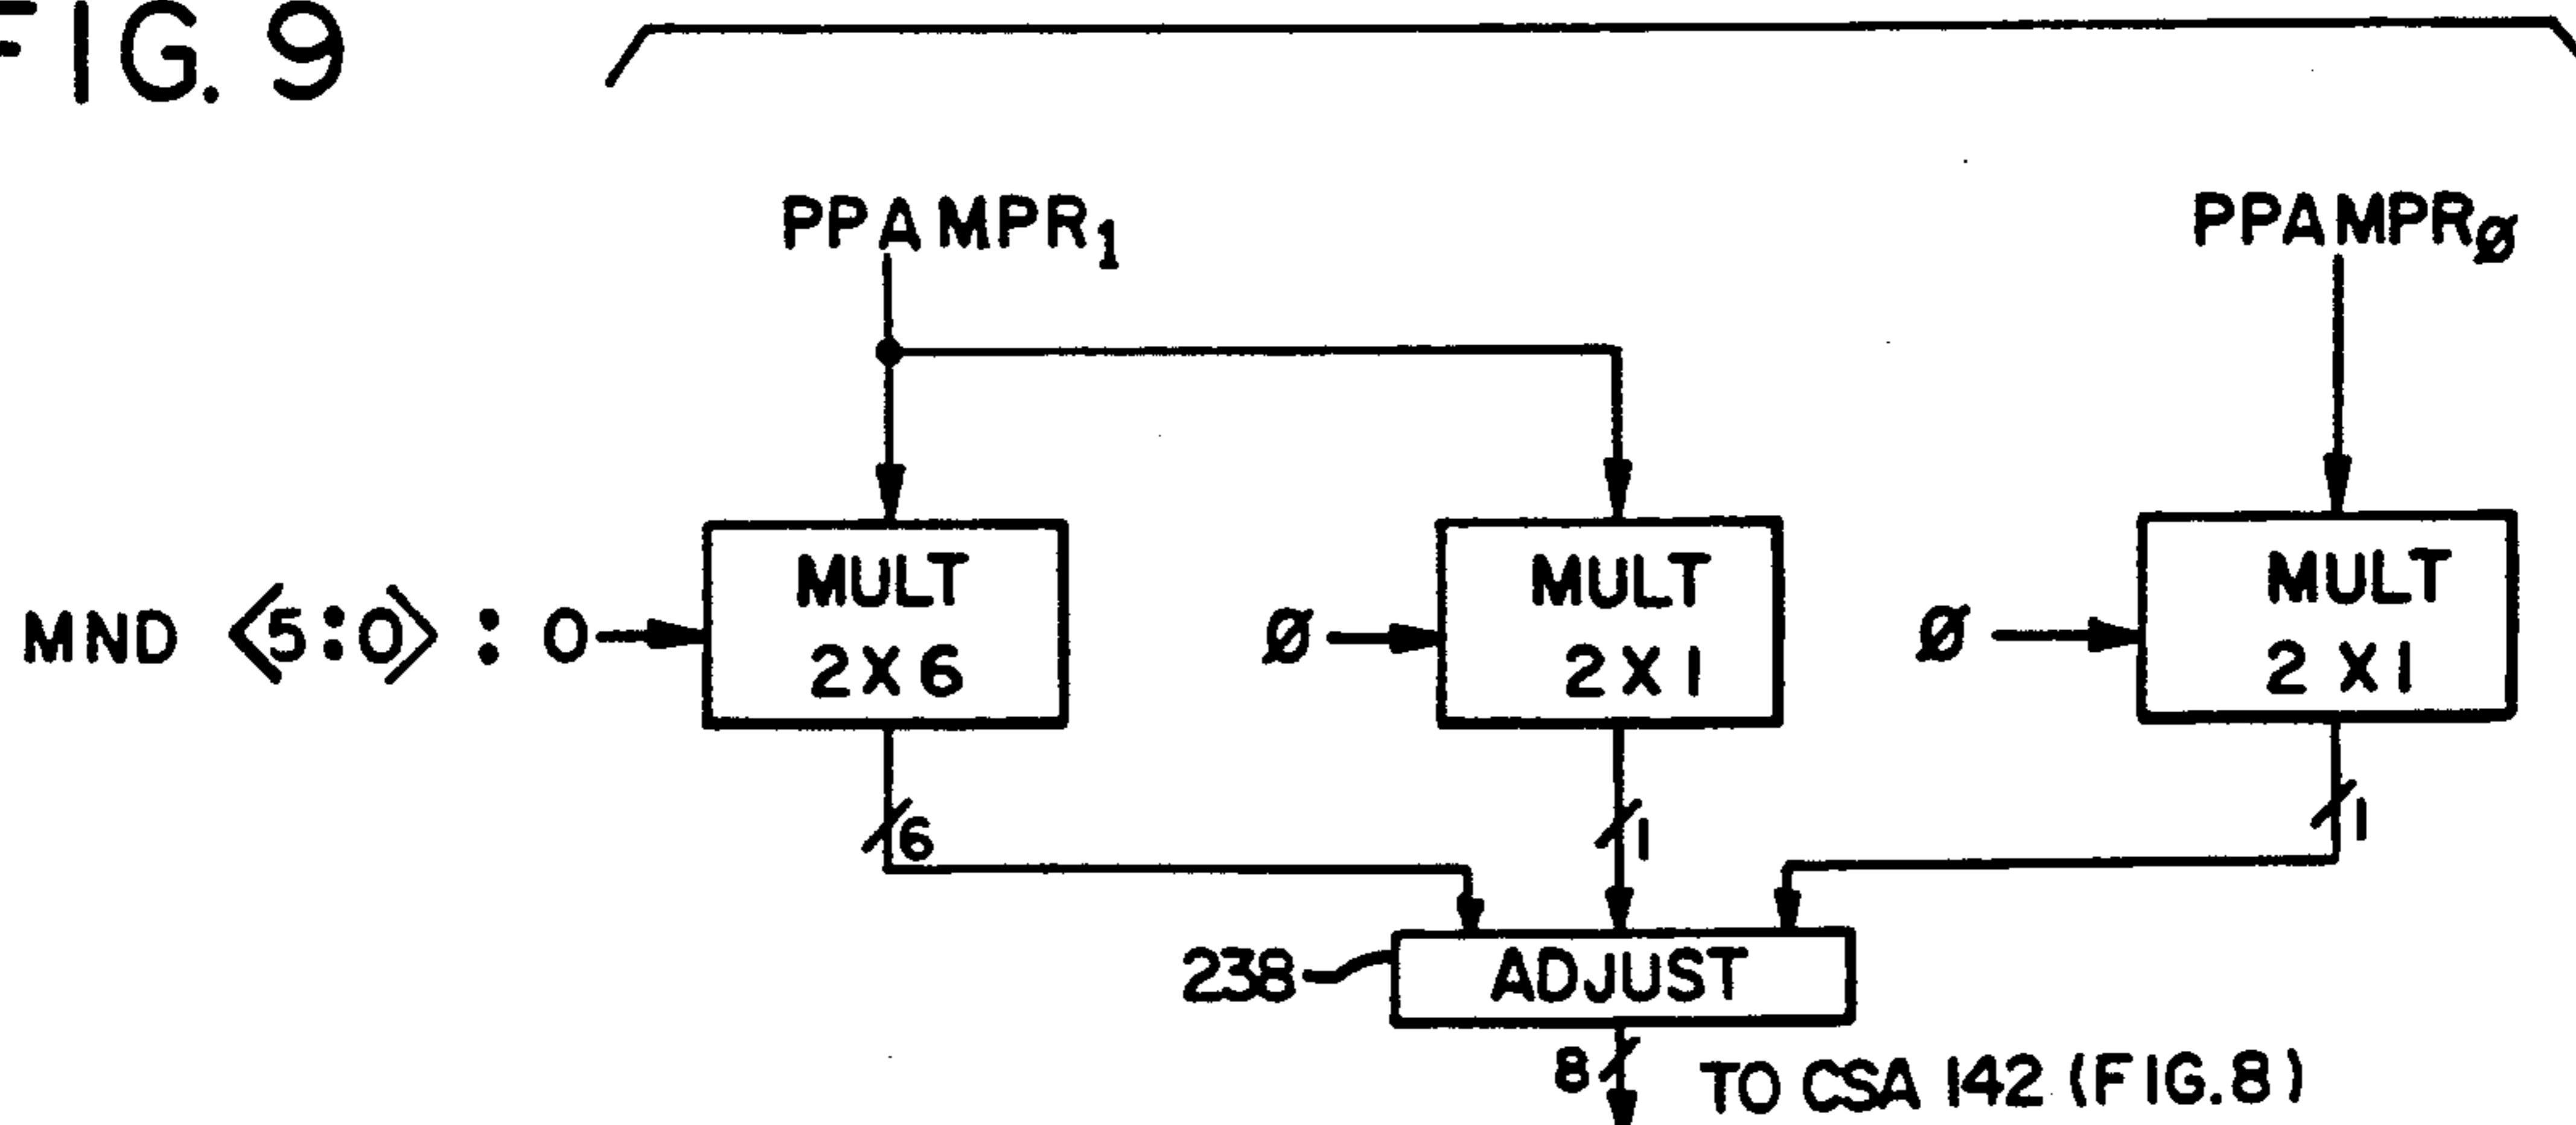 FIG. 9
PPAMPR1 PPAMPRØ
MULT MULT MULT
MND <5:0> : 0 Ø Ø
2X6 2X1 2X1
6 1 1
238 ADJUST
8 TO CSA 142 (FIG.8)